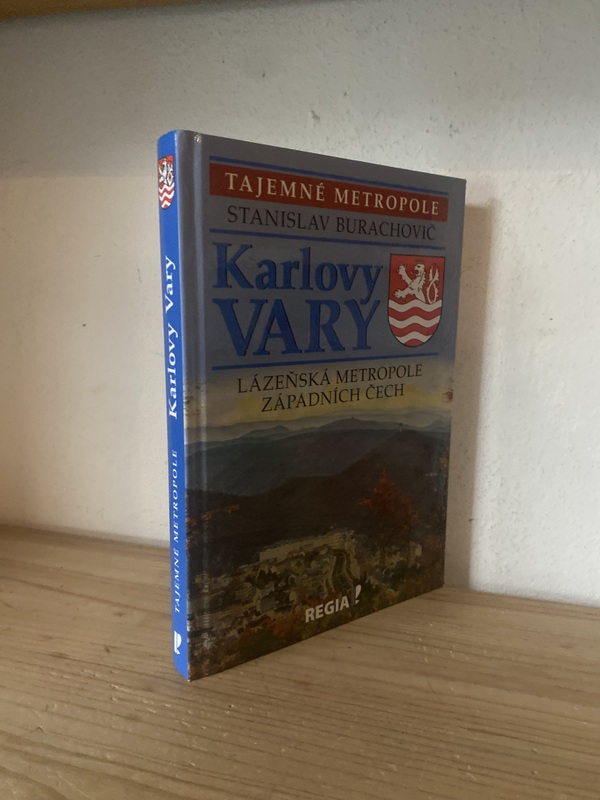 TAJEMNÉ METROPOLE
STANISLAV BURACHOVIČ
Karlovy
VARY
LÁZEŇSKÁ METROPOLE
ZÁPADNÍCH ČECH
REGIA!
TAJEMNÉ METROPOLE Karlovy Vary